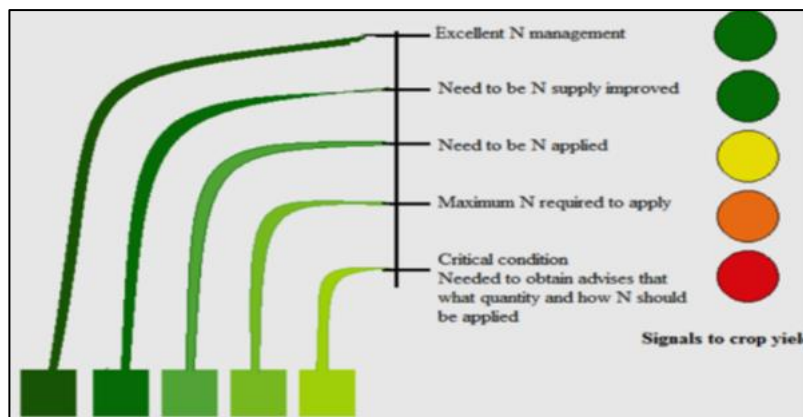 Excellent N management
Need to be N supply improved
Need to be N applied
Maximum N required to apply
Critical condition
Needed to obtain advises that
what quantity and how N should
be applied
Signals to crop yield